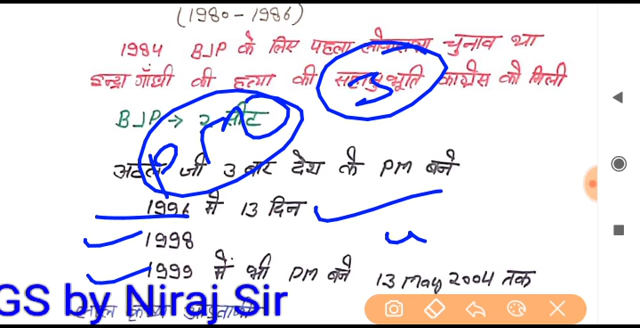 (1980-1986)
1984 BJP के लिए पहला लोकसभा चुनाव था
इन्द्रा गाँधी की हत्या की सहानुभूति कांग्रेस को मिली
BJP → 2 सीट
अटल जी 3 बार देश के PM बने
1996 में 13 दिन
1998
1999 में भी PM बने 13 May 2004 तक
GS by Niraj Sir